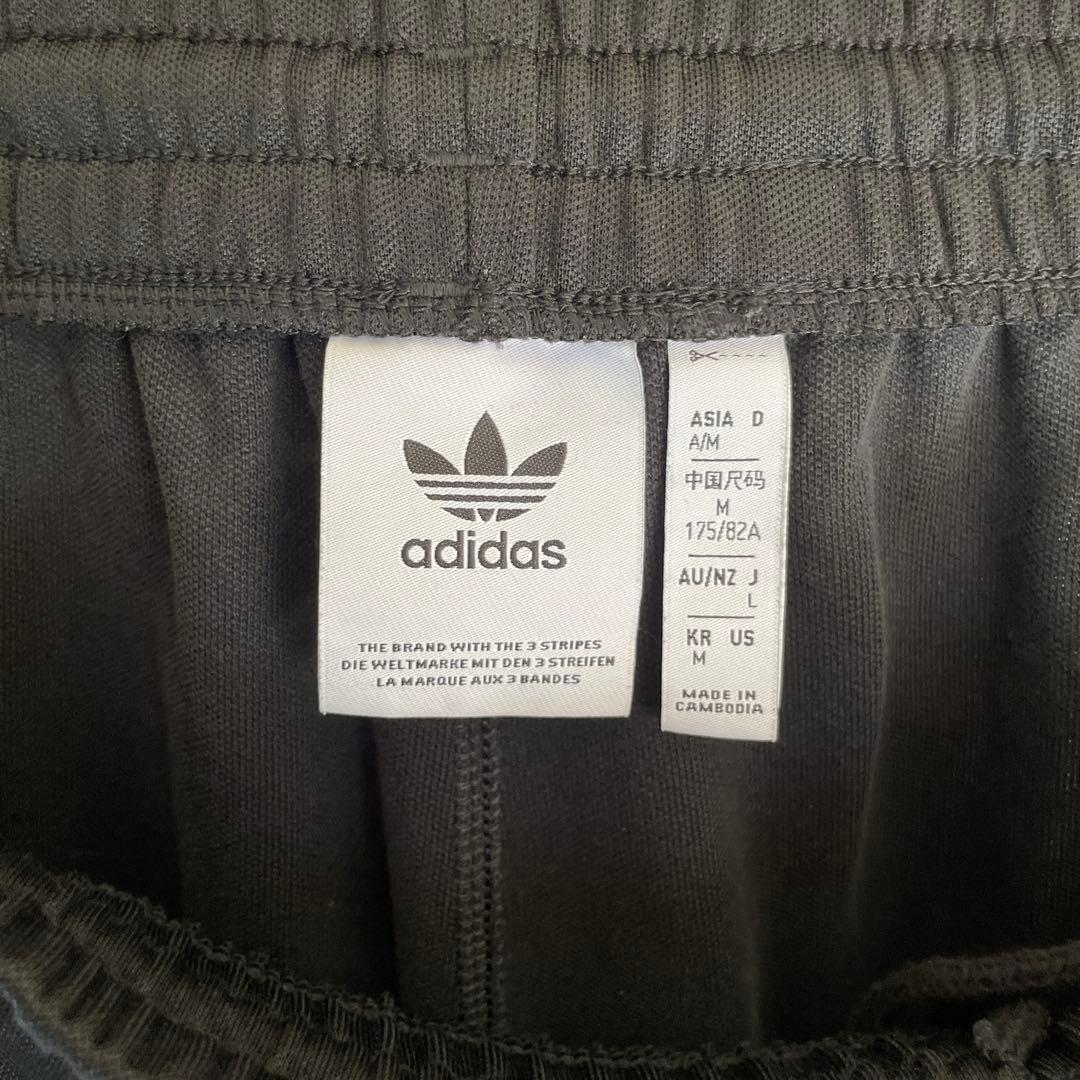 adidas
THE BRAND WITH THE 3 STRIPES
DIE WELTMARKE MIT DEN 3 STREIFEN
LA MARQUE AUX 3 BANDES
ASIA D
A/M
中国尺码
M
175/82A
AU/NZ J
L
KR US
M
MADE IN
CAMBODIA